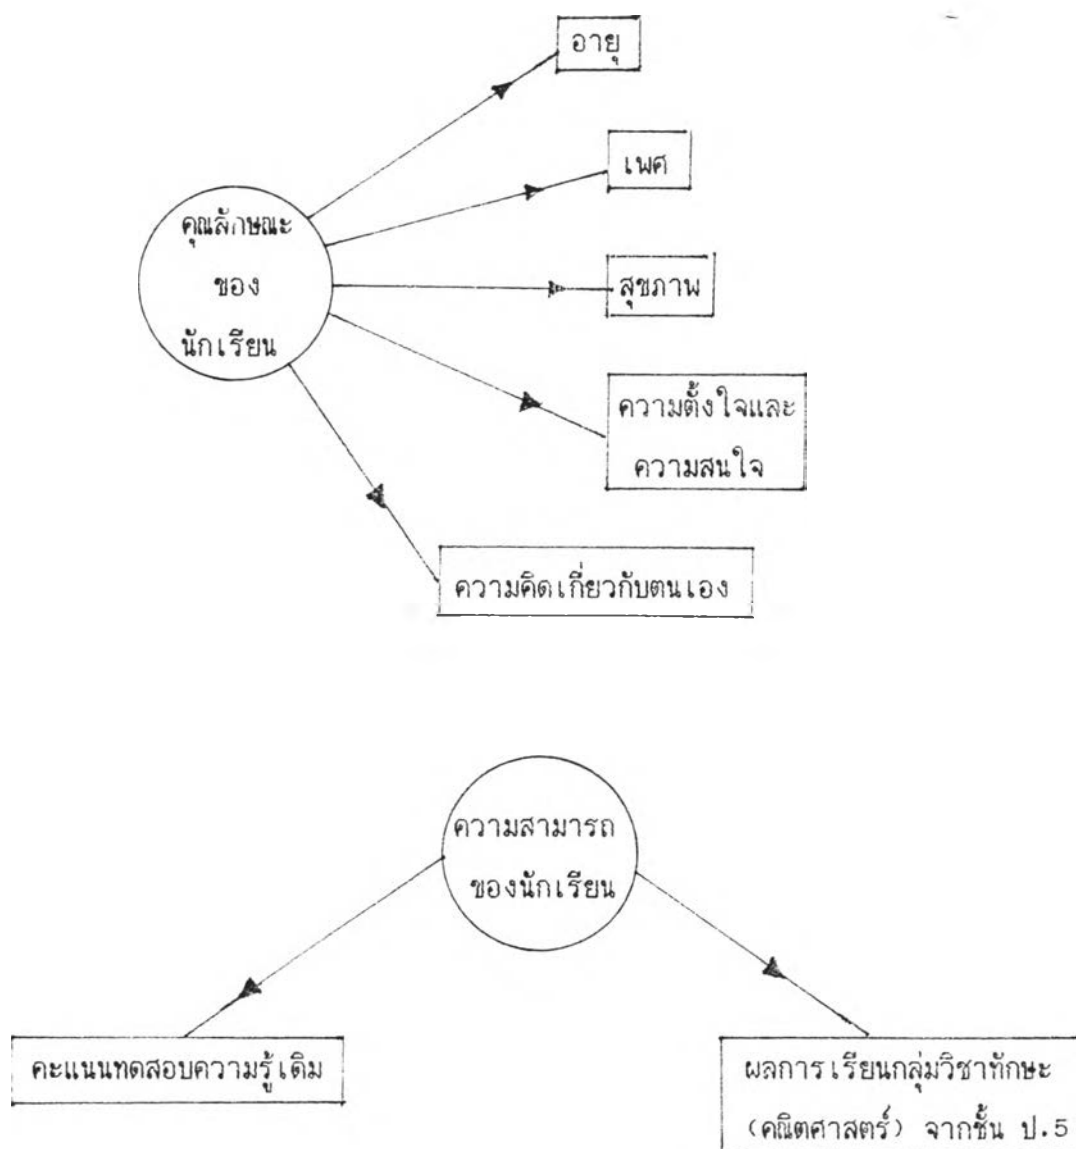 อายุ
เพศ
คุณลักษณะ
ของ
นักเรียน
สุขภาพ
ความตั้งใจและ
ความสนใจ
ความคิดเกี่ยวกับตนเอง
ความสามารถ
ของนักเรียน
คะแนนทดสอบความรู้เดิม
ผลการเรียนกลุ่มวิชาทักษะ
(คณิตศาสตร์) จากชั้น ป.5